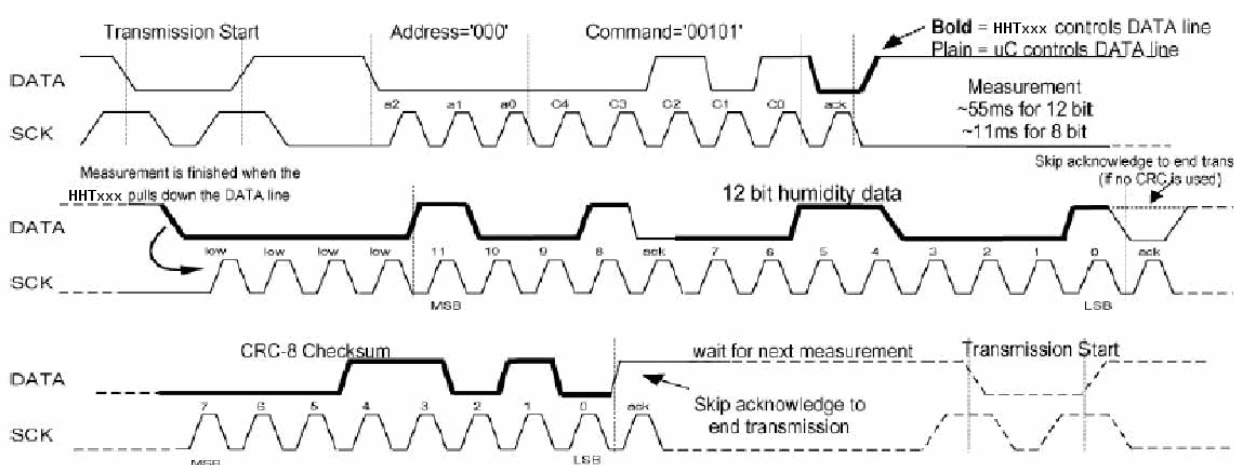 Transmission Start Address='000' Command='00101' Bold = HHTxxx controls DATA line
Plain = uC controls DATA line
DATA
Measurement
~55ms for 12 bit
~11ms for 8 bit
a2 a1 a0 C4 C3 C2 C1 C0 ack
SCK
Measurement is finished when the
HHTxxx pulls down the DATA line
12 bit humidity data
Skip acknowledge to end trans
(if no CRC is used)
DATA
low low low low 11 10 9 8 ack 7 6 5 4 3 2 1 0 ack
SCK
MSB LSB
CRC-8 Checksum wait for next measurement Transmission Start
DATA
Skip acknowledge to
end transmission
7 6 5 4 3 2 1 0 ack
SCK
MSB LSB